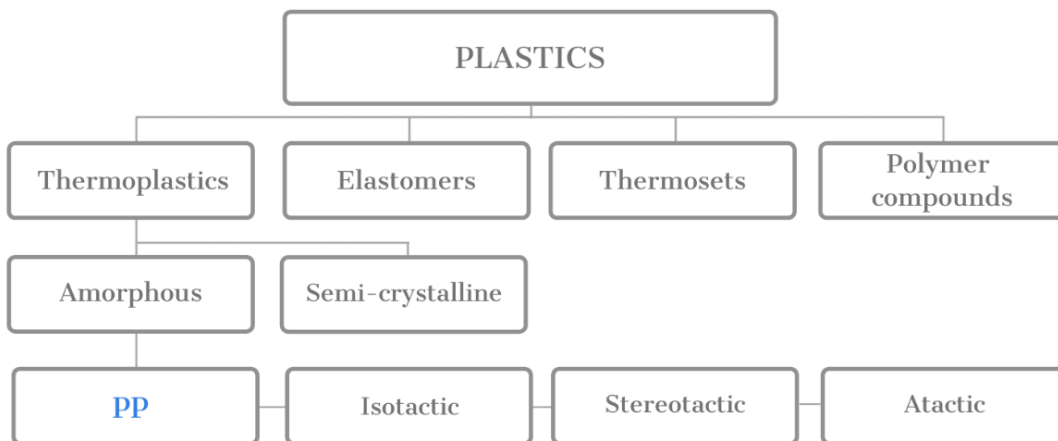 PLASTICS
Thermoplastics
Elastomers
Thermosets
Polymer
compounds
Amorphous
Semi-crystalline
PP
Isotactic
Stereotactic
Atactic